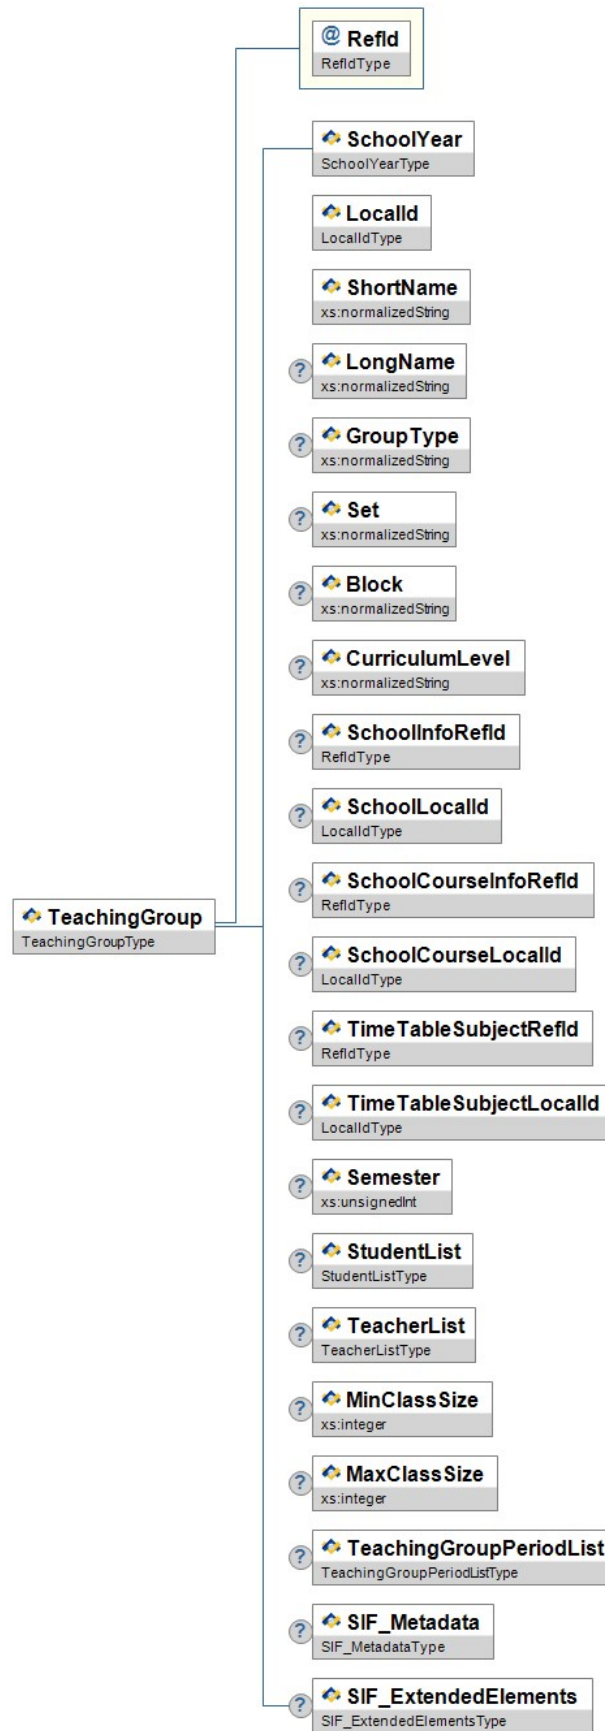 @ RefId
RefIdType
SchoolYear
SchoolYearType
LocalId
LocalIdType
ShortName
xs:normalizedString
? LongName
xs:normalizedString
? GroupType
xs:normalizedString
? Set
xs:normalizedString
? Block
xs:normalizedString
? CurriculumLevel
xs:normalizedString
? SchoolInfoRefId
RefIdType
? SchoolLocalId
LocalIdType
? SchoolCourseInfoRefId
RefIdType
TeachingGroup
TeachingGroupType
? SchoolCourseLocalId
LocalIdType
? TimeTableSubjectRefId
RefIdType
? TimeTableSubjectLocalId
LocalIdType
? Semester
xs:unsignedInt
? StudentList
StudentListType
? TeacherList
TeacherListType
? MinClassSize
xs:integer
? MaxClassSize
xs:integer
? TeachingGroupPeriodList
TeachingGroupPeriodListType
? SIF_Metadata
SIF_MetadataType
? SIF_ExtendedElements
SIF_ExtendedElementsType